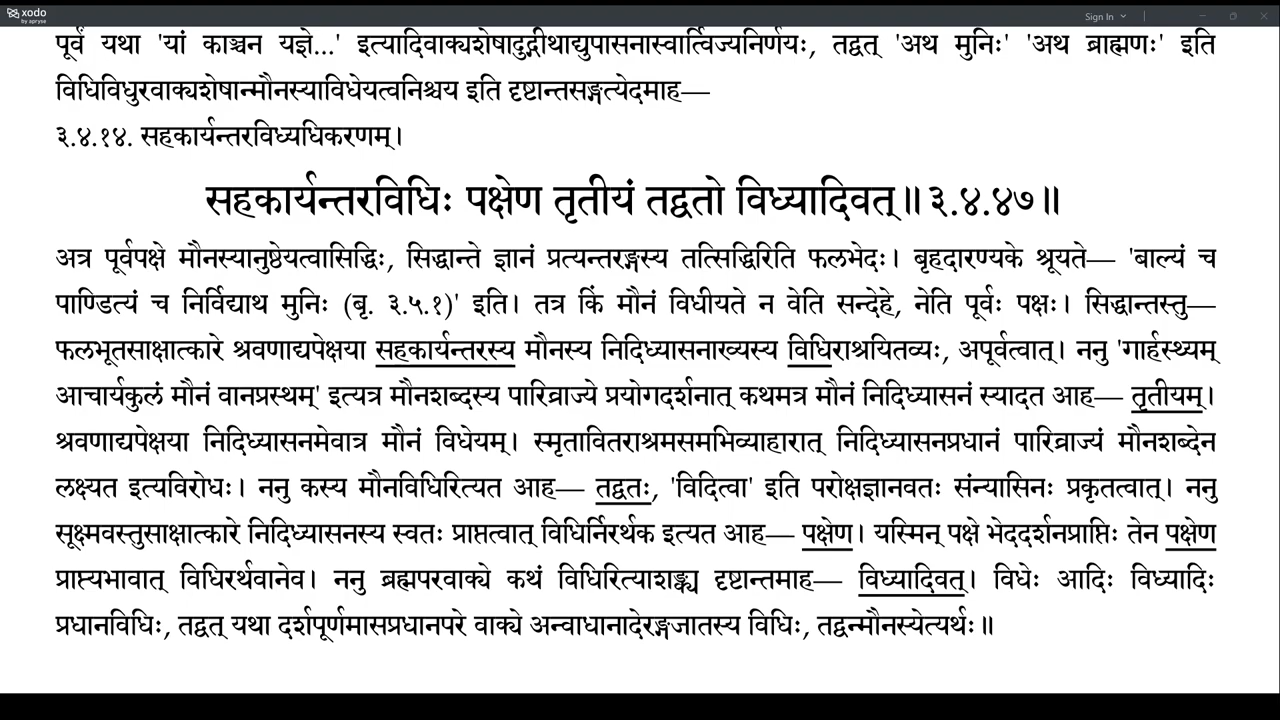 xodo
by apryse
Sign In
पूर्वं यथा 'यां काञ्चन यज्ञे...' इत्यादिवाक्यशेषादुद्गीथाद्युपासनास्वार्त्विज्यनिर्णयः, तद्वत् 'अथ मुनिः' 'अथ ब्राह्मणः' इति
विधिविधुरवाक्यशेषान्मौनस्याविधेयत्वनिश्चय इति दृष्टान्तसङ्गत्येदमाह—
३.४.१४. सहकार्यन्तरविध्यधिकरणम्।
सहकार्यन्तरविधिः पक्षेण तृतीयं तद्वतो विध्यादिवत्॥३.४.४७॥
अत्र पूर्वपक्षे मौनस्यानुष्ठेयत्वासिद्धिः, सिद्धान्ते ज्ञानं प्रत्यन्तरङ्गस्य तत्सिद्धिरिति फलभेदः। बृहदारण्यके श्रूयते— 'बाल्यं च
पाण्डित्यं च निर्विद्याथ मुनिः (बृ. ३.५.१)' इति। तत्र किं मौनं विधीयते न वेति सन्देहे, नेति पूर्वः पक्षः। सिद्धान्तस्तु—
फलभूतसाक्षात्कारे श्रवणाद्यपेक्षया सहकार्यन्तरस्य मौनस्य निदिध्यासनाख्यस्य विधिराश्रयितव्यः, अपूर्वत्वात्। ननु 'गार्हस्थ्यम्
आचार्यकुलं मौनं वानप्रस्थम्' इत्यत्र मौनशब्दस्य पारिव्राज्ये प्रयोगदर्शनात् कथमत्र मौनं निदिध्यासनं स्यादत आह— तृतीयम्।
श्रवणाद्यपेक्षया निदिध्यासनमेवात्र मौनं विधेयम्। स्मृतावितराश्रमसमभिव्याहारात् निदिध्यासनप्रधानं पारिव्राज्यं मौनशब्देन
लक्ष्यत इत्यविरोधः। ननु कस्य मौनविधिरित्यत आह— तद्वतः, 'विदित्वा' इति परोक्षज्ञानवतः संन्यासिनः प्रकृतत्वात्। ननु
सूक्ष्मवस्तुसाक्षात्कारे निदिध्यासनस्य स्वतः प्राप्तत्वात् विधिर्निरर्थक इत्यत आह— पक्षेण। यस्मिन् पक्षे भेददर्शनप्राप्तिः तेन पक्षेण
प्राप्त्यभावात् विधिरर्थवानेव। ननु ब्रह्मपरवाक्ये कथं विधिरित्याशङ्क्य दृष्टान्तमाह— विध्यादिवत्। विधेः आदिः विध्यादिः
प्रधानविधिः, तद्वत् यथा दर्शपूर्णमासप्रधानपरे वाक्ये अन्वाधानादेरङ्गजातस्य विधिः, तद्वन्मौनस्येत्यर्थः॥